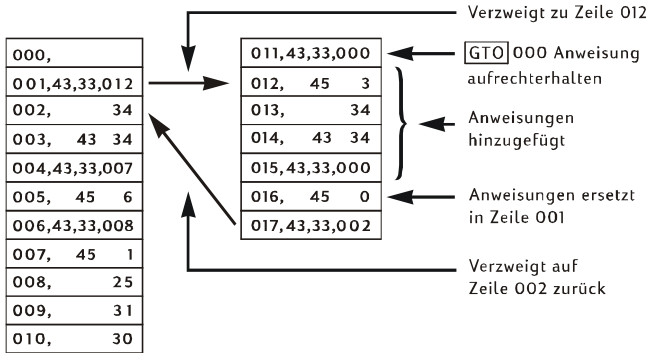 Verzweigt zu Zeile 012
000,
001,43,33,012
002, 34
003, 43 34
004,43,33,007
005, 45 6
006,43,33,008
007, 45 1
008, 25
009, 31
010, 30
011,43,33,000
012, 45 3
013, 34
014, 43 34
015,43,33,000
016, 45 0
017,43,33,002
GTO 000 Anweisung
aufrechterhalten
Anweisungen
hinzugefügt
Anweisungen ersetzt
in Zeile 001
Verzweigt auf
Zeile 002 zurück